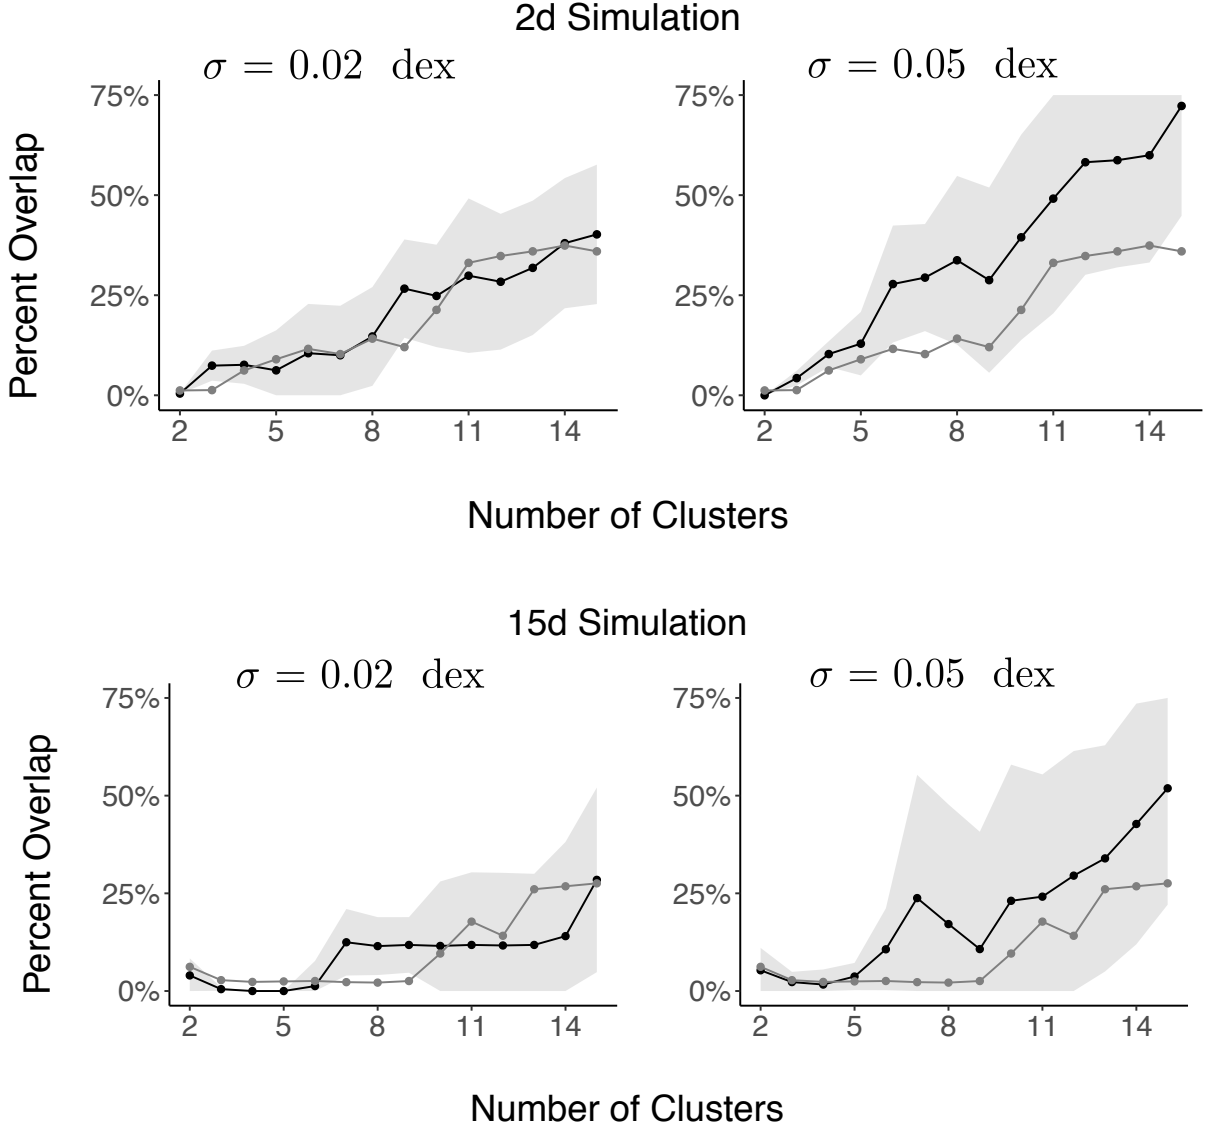 2d Simulation
σ = 0.02 dex
σ = 0.05 dex
Percent Overlap
75%
50%
25%
0%
2 5 8 11 14
75%
50%
25%
0%
2 5 8 11 14
Number of Clusters
15d Simulation
σ = 0.02 dex
σ = 0.05 dex
Percent Overlap
75%
50%
25%
0%
2 5 8 11 14
75%
50%
25%
0%
2 5 8 11 14
Number of Clusters